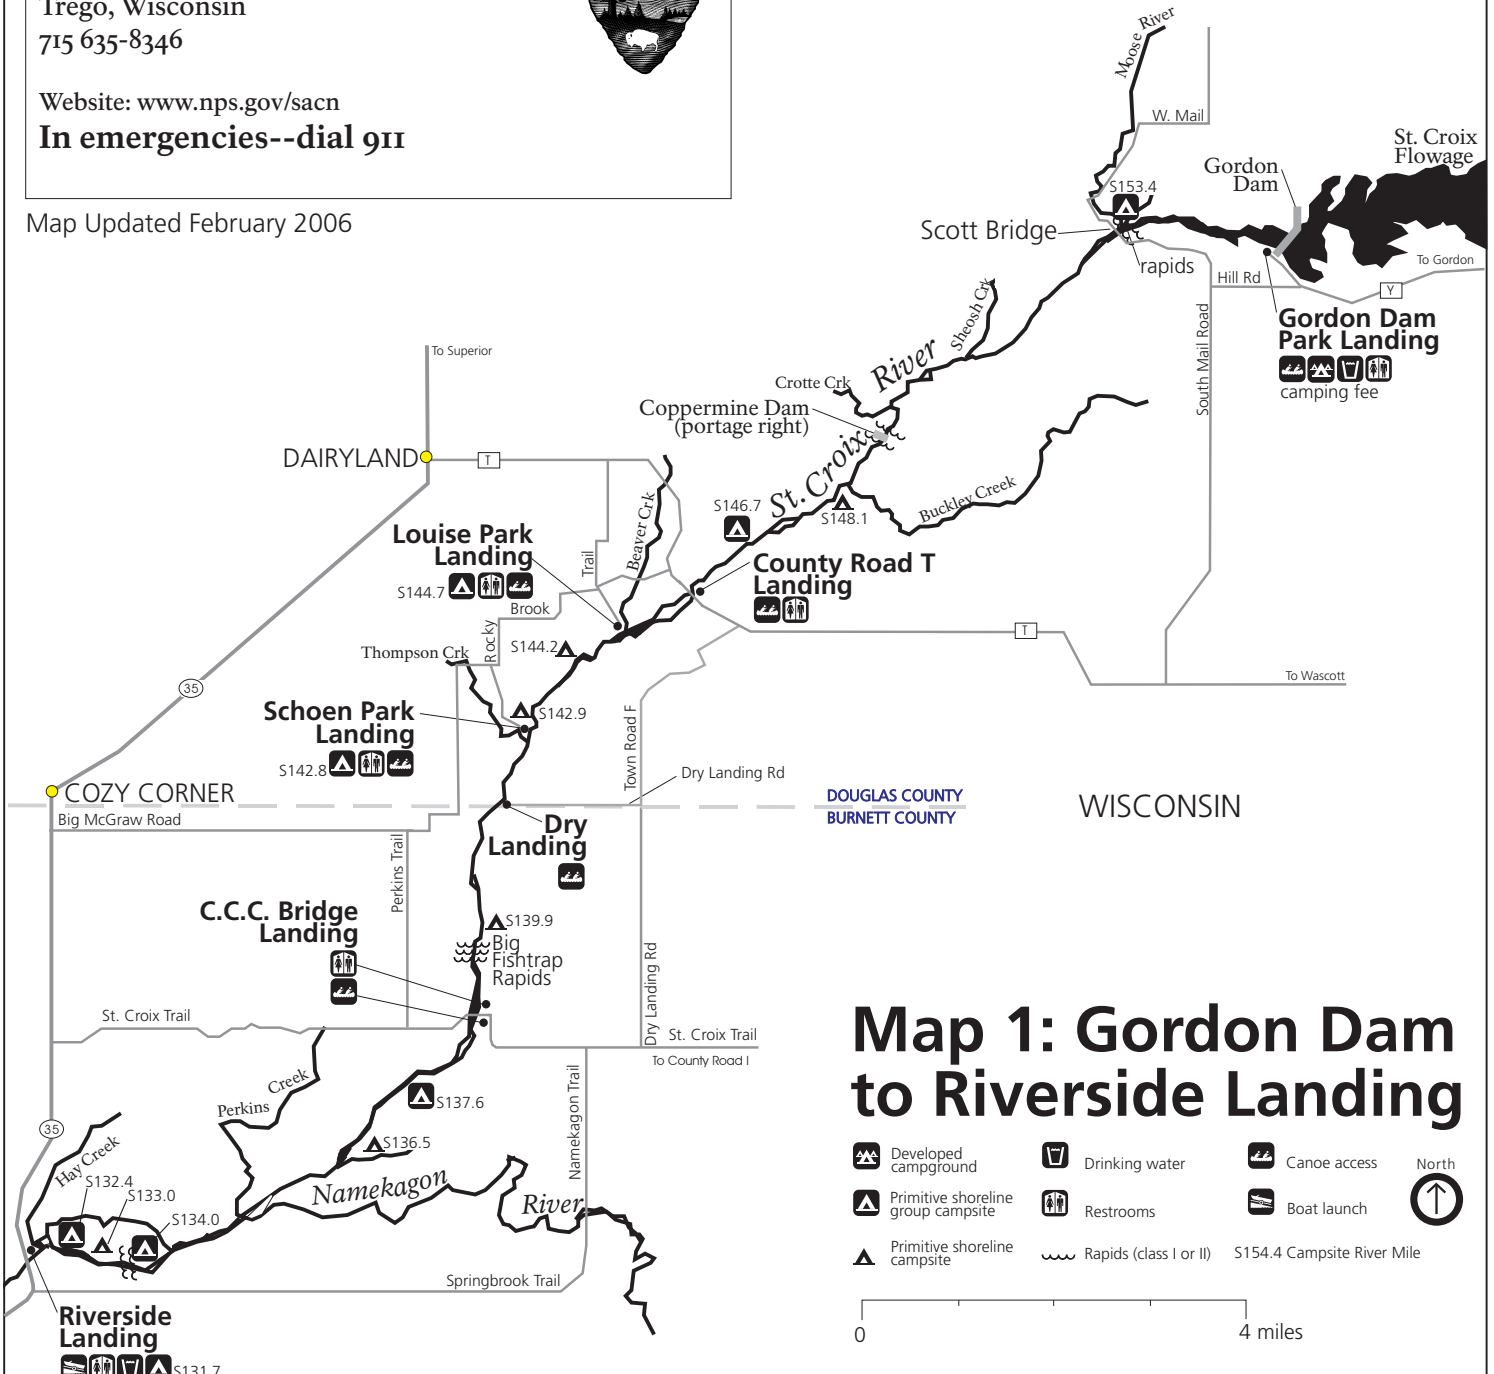 Trego, Wisconsin
715 635-8346
Website: www.nps.gov/sacn
In emergencies--dial 911
Map Updated February 2006
Moose River
W. Mail
St. Croix
Flowage
Gordon
Dam
S153.4
Scott Bridge
rapids
To Gordon
Hill Rd
Y
Gordon Dam
Park Landing
camping fee
South Mail Road
Sheosh Crk
River
Crotte Crk
Coppermine Dam
(portage right)
St. Croix
To Superior
DAIRYLAND
T
Beaver Crk
S146.7
S148.1
Buckley Creek
Louise Park
Landing
S144.7
Trail
County Road T
Landing
Brook
Rocky
S144.2
T
Thompson Crk
To Wascott
35
Schoen Park
Landing
S142.9
S142.8
Town Road F
Dry Landing Rd
COZY CORNER
DOUGLAS COUNTY
BURNETT COUNTY
WISCONSIN
Big McGraw Road
Dry
Landing
Perkins Trail
C.C.C. Bridge
Landing
S139.9
Big
Fishtrap
Rapids
Dry Landing Rd
St. Croix Trail
St. Croix Trail
To County Road I
Map 1: Gordon Dam
to Riverside Landing
Perkins Creek
S137.6
Namekagon Trail
35
S136.5
Hay Creek
S132.4
S133.0
S134.0
Namekagon
River
Developed
campground
Drinking water
Canoe access
North
Primitive shoreline
group campsite
Restrooms
Boat launch
Primitive shoreline
campsite
Rapids (class I or II)
S154.4 Campsite River Mile
Springbrook Trail
Riverside
Landing
0
4 miles
S131.7